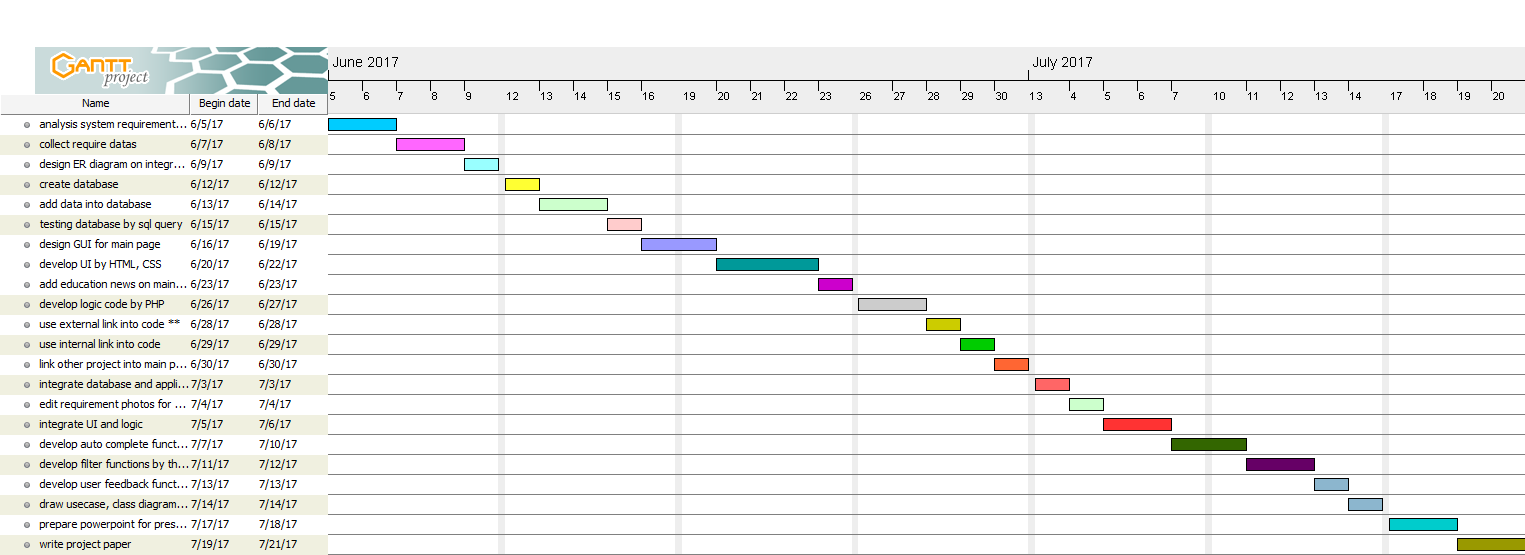 GANTT
project
June 2017
July 2017
5 6 7 8 9 12 13 14 15 16 19 20 21 22 23 26 27 28 29 30 13 4 5 6 7 10 11 12 13 14 17 18 19 20
Name Begin date End date
analysis system requirement... 6/5/17 6/6/17
collect require datas 6/7/17 6/8/17
design ER diagram on integr... 6/9/17 6/9/17
create database 6/12/17 6/12/17
add data into database 6/13/17 6/14/17
testing database by sql query 6/15/17 6/15/17
design GUI for main page 6/16/17 6/19/17
develop UI by HTML, CSS 6/20/17 6/22/17
add education news on main... 6/23/17 6/23/17
develop logic code by PHP 6/26/17 6/27/17
use external link into code ** 6/28/17 6/28/17
use internal link into code 6/29/17 6/29/17
link other project into main p... 6/30/17 6/30/17
integrate database and appli... 7/3/17 7/3/17
edit requirement photos for ... 7/4/17 7/4/17
integrate UI and logic 7/5/17 7/6/17
develop auto complete funct... 7/7/17 7/10/17
develop filter functions by th... 7/11/17 7/12/17
develop user feedback funct... 7/13/17 7/13/17
draw usecase, class diagram... 7/14/17 7/14/17
prepare powerpoint for pres... 7/17/17 7/18/17
write project paper 7/19/17 7/21/17